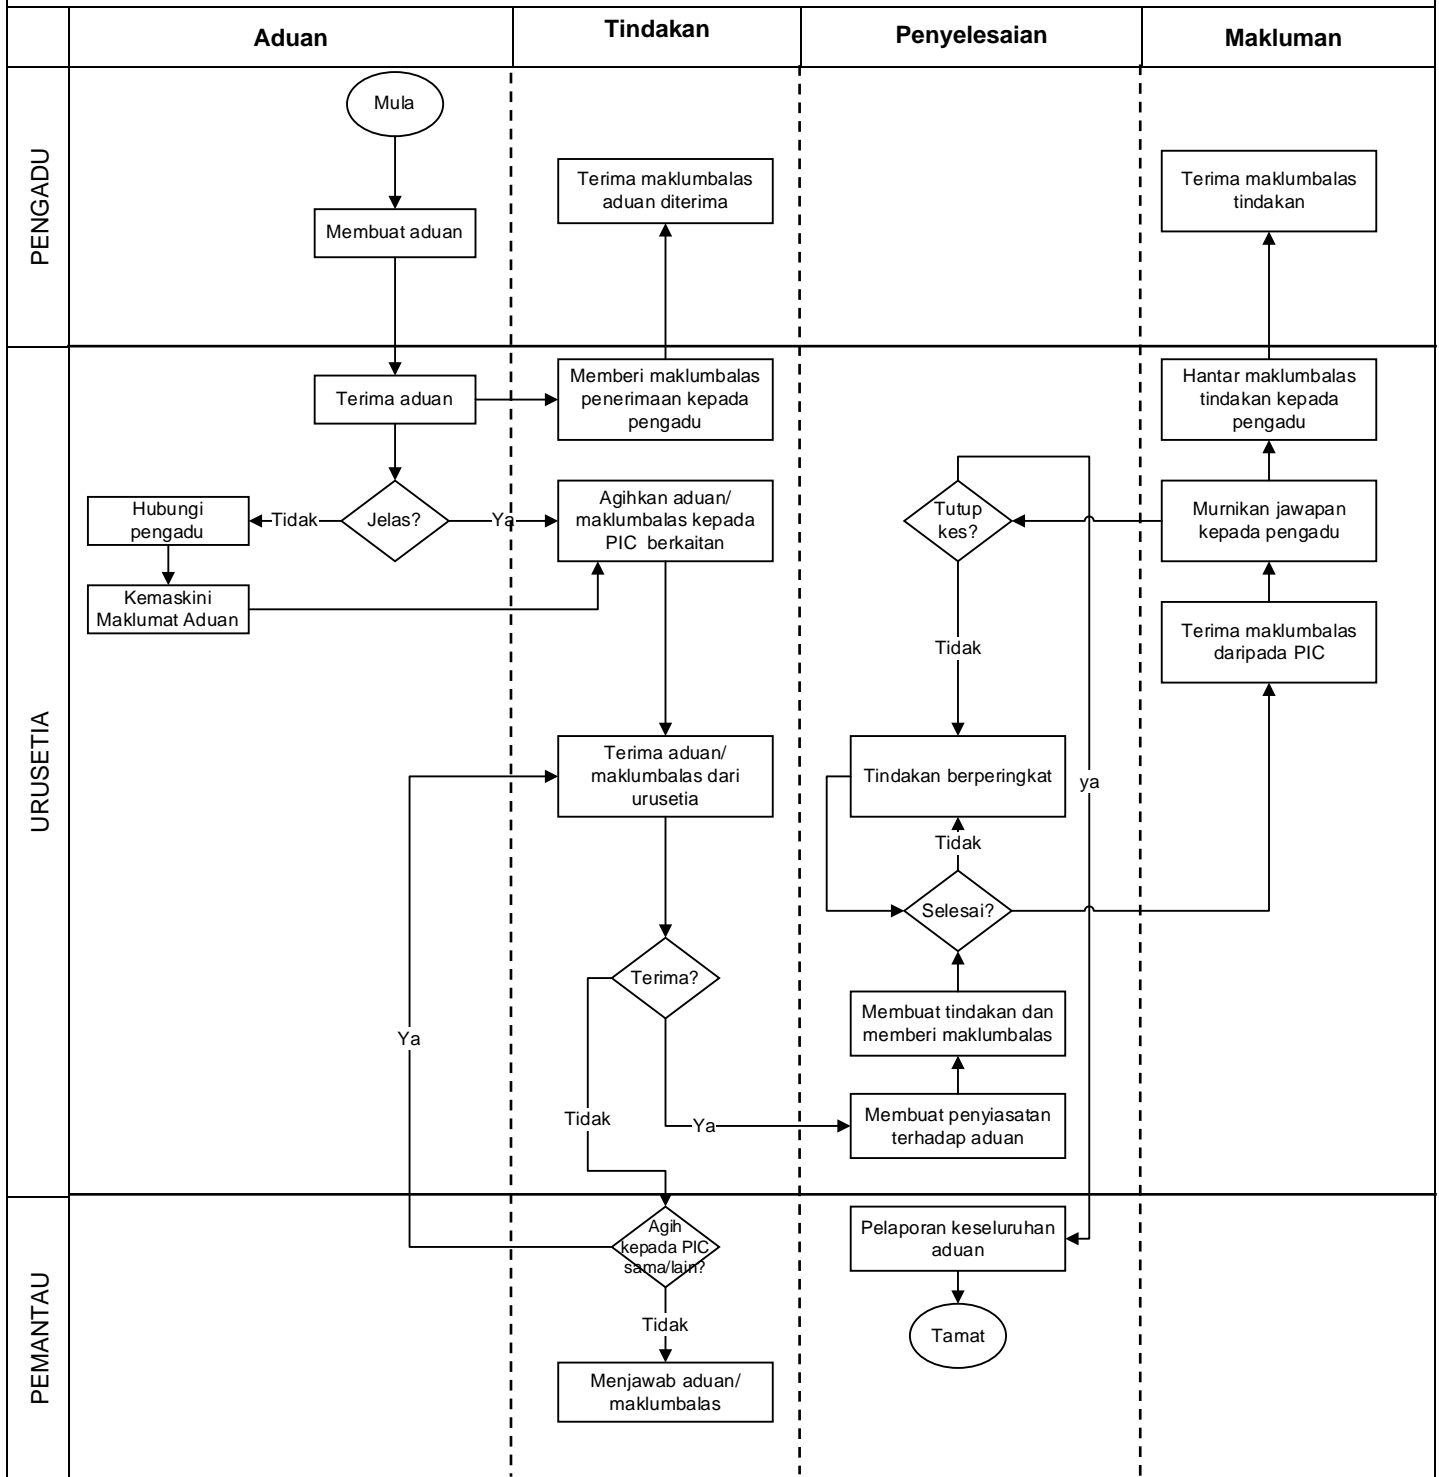 Aduan
Tindakan
Penyelesaian
Makluman
PENGADU
Mula
Membuat aduan
Terima maklumbalas
aduan diterima
Terima maklumbalas
tindakan
URUSETIA
Terima aduan
Memberi maklumbalas
penerimaan kepada
pengadu
Hantar maklumbalas
tindakan kepada
pengadu
Hubungi
pengadu
Tidak
Jelas?
Ya
Agihkan aduan/
maklumbalas kepada
PIC berkaitan
Tutup
kes?
Murnikan jawapan
kepada pengadu
Kemaskini
Maklumat Aduan
Tidak
Terima maklumbalas
daripada PIC
Terima aduan/
maklumbalas dari
urusetia
Tindakan berperingkat
ya
Tidak
Selesai?
Terima?
Membuat tindakan dan
memberi maklumbalas
Ya
Tidak
Ya
Membuat penyiasatan
terhadap aduan
PEMANTAU
Agih
kepada PIC
sama/lain?
Pelaporan keseluruhan
aduan
Tidak
Tamat
Menjawab aduan/
maklumbalas